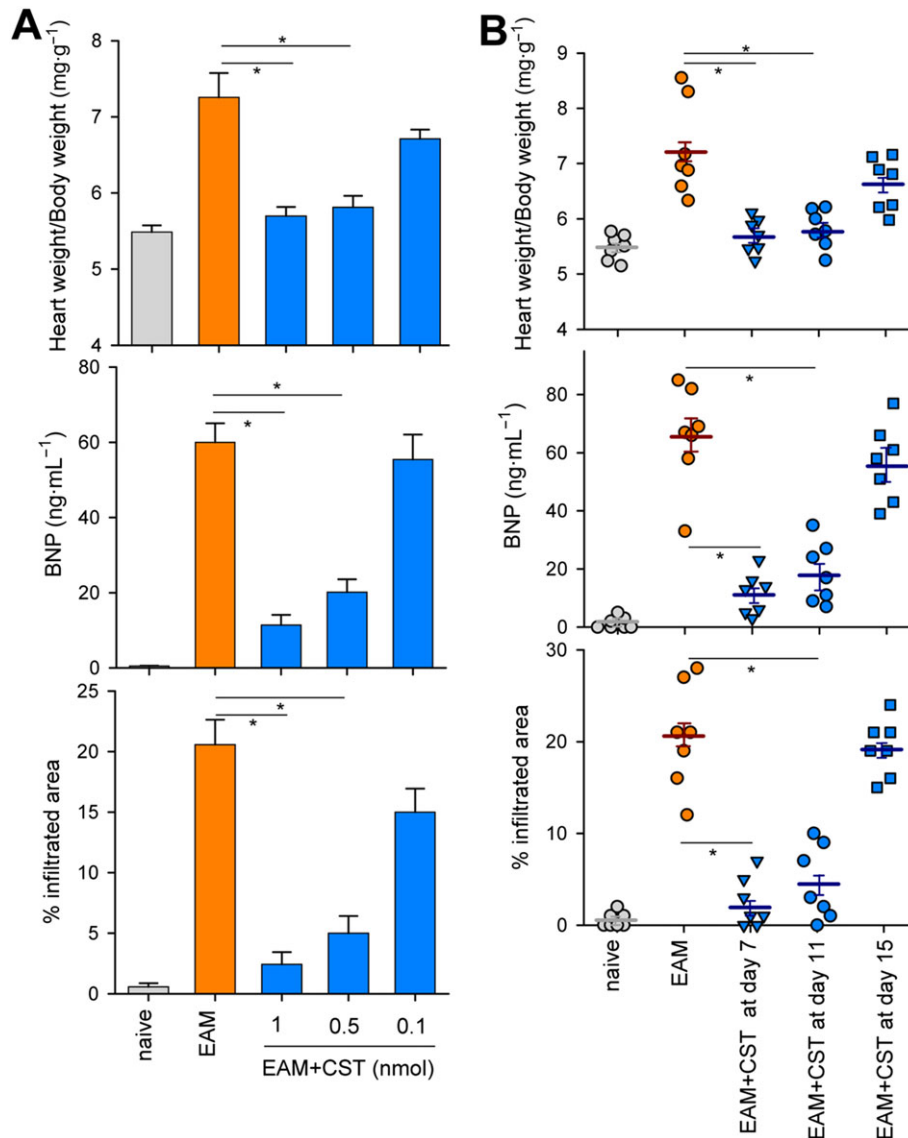 A
Heart weight/Body weight (mg·g⁻¹)
8
7
6
5
4
*
*
BNP (ng·mL⁻¹)
80
60
40
20
0
*
*
% infiltrated area
25
20
15
10
5
0
*
*
naive
EAM
1
0.5
0.1
EAM+CST (nmol)
B
Heart weight/Body weight (mg·g⁻¹)
9
8
7
6
5
4
*
*
BNP (ng·mL⁻¹)
80
60
40
20
0
*
*
% infiltrated area
30
20
10
0
*
*
naive
EAM
EAM+CST at day 7
EAM+CST at day 11
EAM+CST at day 15